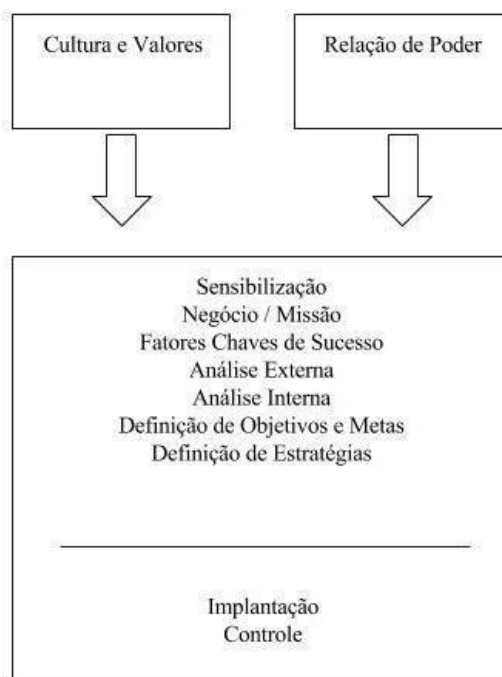 Cultura e Valores
Relação de Poder
Sensibilização
Negócio / Missão
Fatores Chaves de Sucesso
Análise Externa
Análise Interna
Definição de Objetivos e Metas
Definição de Estratégias
Implantação
Controle